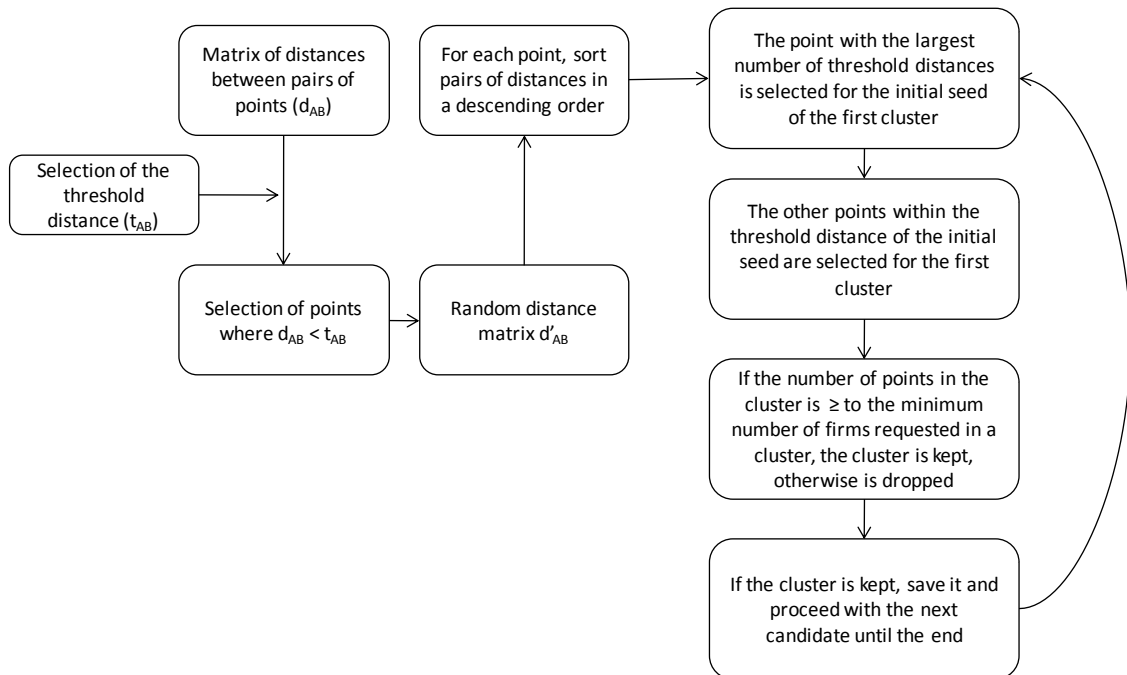 Matrix of distances
between pairs of
points (dAB)
For each point, sort
pairs of distances in
a descending order
The point with the largest
number of threshold distances
is selected for the initial seed
of the first cluster
Selection of the
threshold
distance (tAB)
The other points within the
threshold distance of the initial
seed are selected for the first
cluster
Selection of points
where dAB < tAB
Random distance
matrix d’AB
If the number of points in the
cluster is ≥ to the minimum
number of firms requested in a
cluster, the cluster is kept,
otherwise is dropped
If the cluster is kept, save it and
proceed with the next
candidate until the end